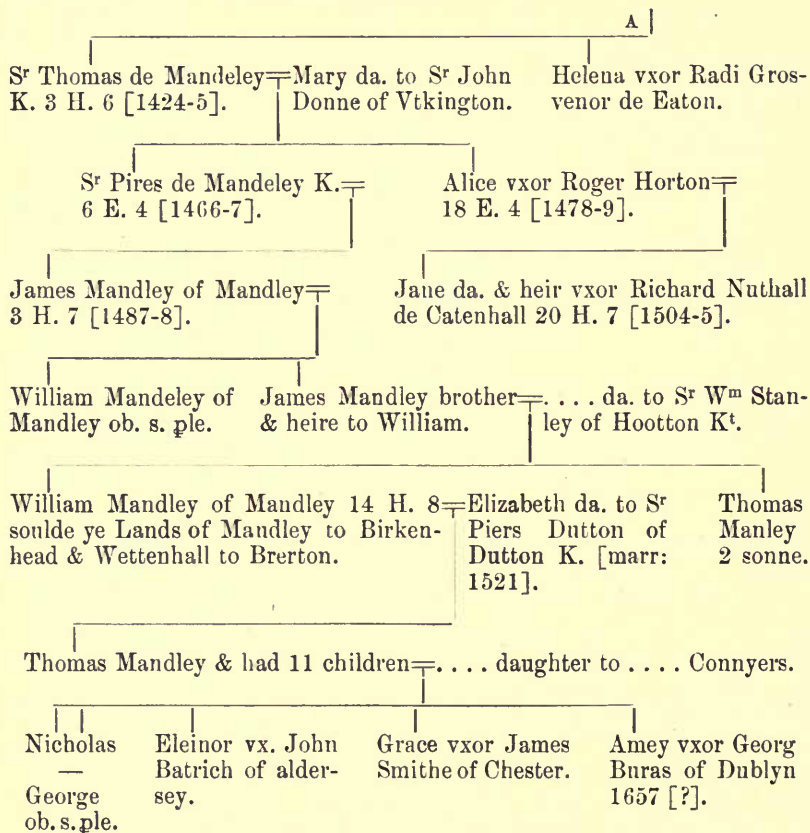 A
Sʳ Thomas de Mandeley=Mary da. to Sʳ John
K. 3 H. 6 [1424-5]. Donne of Vtkington.
Helena vxor Radi Gros-
venor de Eaton.
Sʳ Pires de Mandeley K.=
6 E. 4 [1466-7].
Alice vxor Roger Horton=
18 E. 4 [1478-9].
James Mandley of Mandley=
3 H. 7 [1487-8].
Jane da. & heir vxor Richard Nuthall
de Catenhall 20 H. 7 [1504-5].
William Mandeley of
Mandley ob. s. ꝑle.
James Mandley brother=. . . . da. to Sʳ Wᵐ Stan-
& heire to William. ley of Hootton Kᵗ.
William Mandley of Mandley 14 H. 8=
soulde ye Lands of Mandley to Birken-
head & Wettenhall to Brerton.
Elizabeth da. to Sʳ
Piers Dutton of
Dutton K. [marr:
1521].
Thomas
Manley
2 sonne.
Thomas Mandley & had 11 children=. . . . daughter to . . . . Connyers.
Nicholas
—
George
ob. s. ꝑle.
Eleinor vx. John
Batrich of alder-
sey.
Grace vxor James
Smithe of Chester.
Amey vxor Georg
Buras of Dublyn
1657 [?].